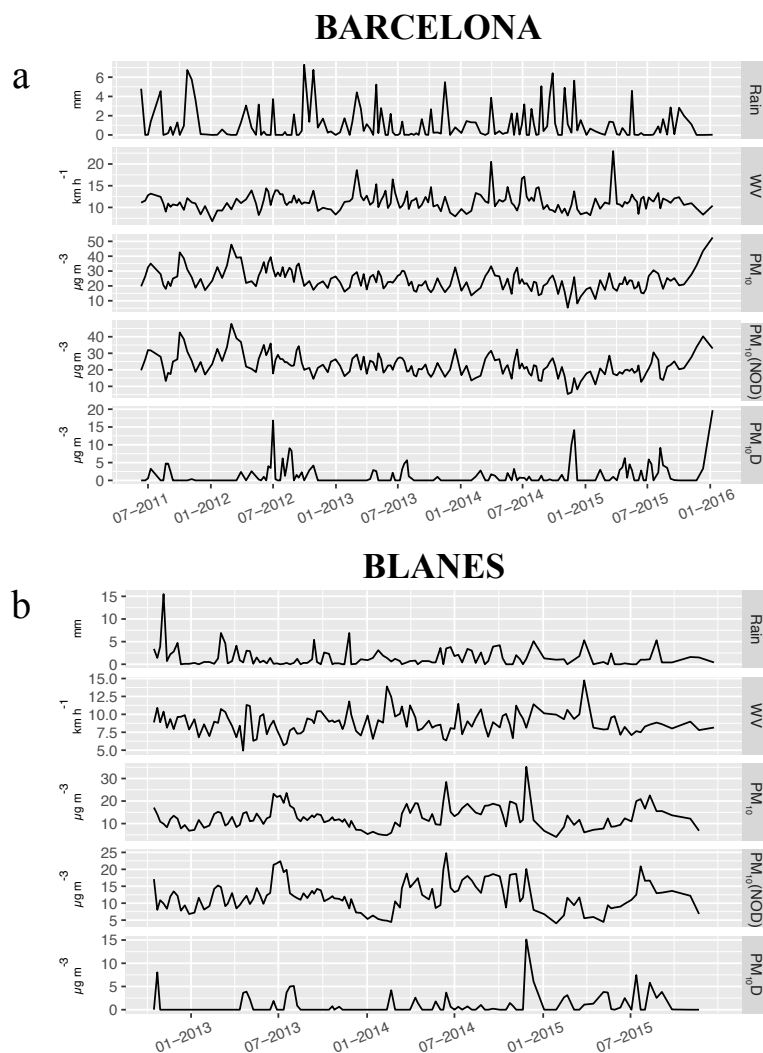 BARCELONA
a
mm
6
4
2
0
Rain
km h -1
20
15
10
WV
µg m -3
50
40
30
20
10
PM10
µg m -3
40
30
20
10
PM10(NOD)
µg m -3
20
15
10
5
0
PM10D
07-2011 01-2012 07-2012 01-2013 07-2013 01-2014 07-2014 01-2015 07-2015 01-2016
BLANES
b
mm
15
10
5
0
Rain
km h -1
15.0
12.5
10.0
7.5
5.0
WV
µg m -3
30
20
10
PM10
µg m -3
25
20
15
10
5
PM10(NOD)
µg m -3
15
10
5
0
PM10D
01-2013 07-2013 01-2014 07-2014 01-2015 07-2015